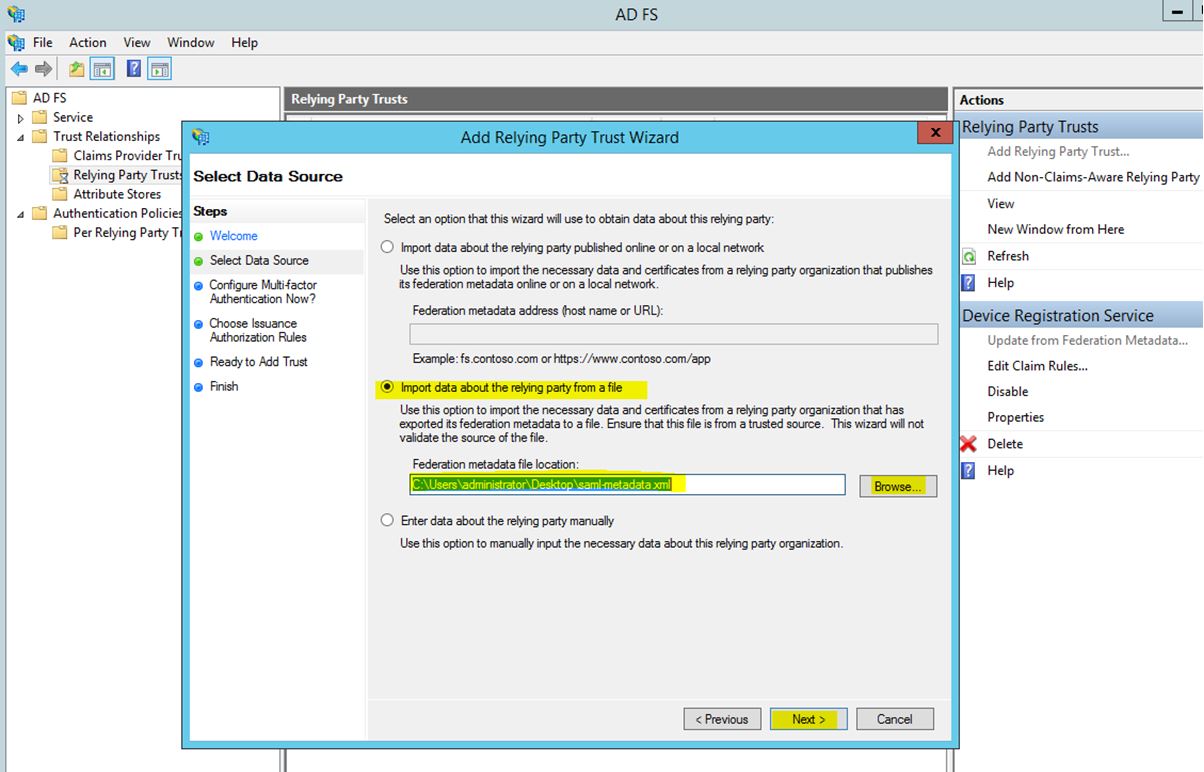 AD FS
File Action View Window Help
AD FS
Service
Trust Relationships
Claims Provider Tru
Relying Party Trusts
Attribute Stores
Authentication Policies
Per Relying Party Tr
Relying Party Trusts
Add Relying Party Trust Wizard
x
Select Data Source
Steps
Welcome
Select Data Source
Configure Multi-factor
Authentication Now?
Choose Issuance
Authorization Rules
Ready to Add Trust
Finish
Select an option that this wizard will use to obtain data about this relying party:
Import data about the relying party published online or on a local network
Use this option to import the necessary data and certificates from a relying party organization that publishes
its federation metadata online or on a local network.
Federation metadata address (host name or URL):
Example: fs.contoso.com or https://www.contoso.com/app
Import data about the relying party from a file
Use this option to import the necessary data and certificates from a relying party organization that has
exported its federation metadata to a file. Ensure that this file is from a trusted source. This wizard will not
validate the source of the file.
Federation metadata file location:
C:\Users\administrator\Desktop\saml-metadata.xml
Browse...
Enter data about the relying party manually
Use this option to manually input the necessary data about this relying party organization.
< Previous Next > Cancel
Actions
Relying Party Trusts
Add Relying Party Trust...
Add Non-Claims-Aware Relying Party
View
New Window from Here
Refresh
Help
Device Registration Service
Update from Federation Metadata...
Edit Claim Rules...
Disable
Properties
Delete
Help